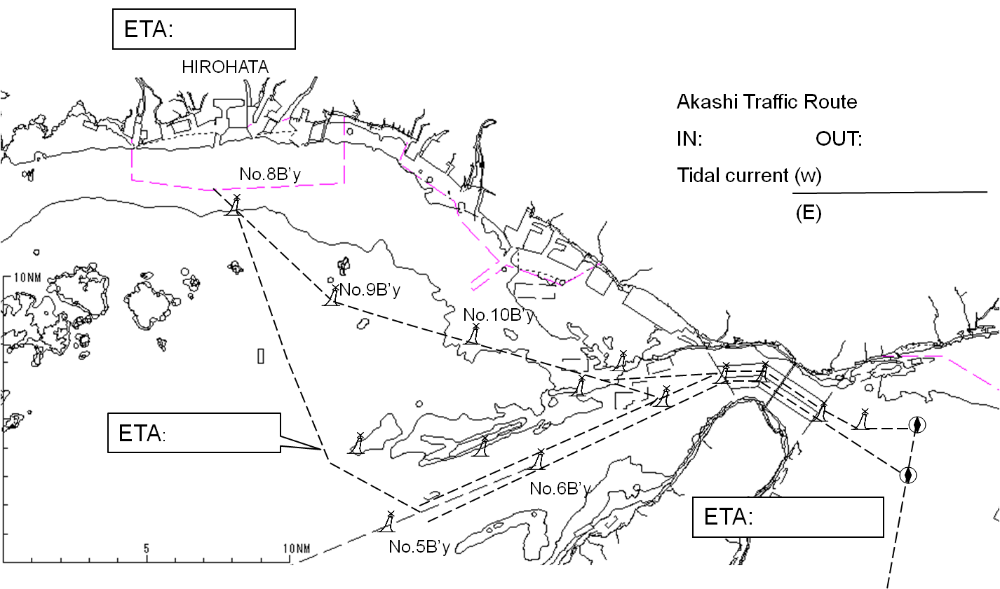 ETA:
HIROHATA
Akashi Traffic Route
IN: OUT:
Tidal current (w)
(E)
No.8B'y
10NM
No.9B'y
No.10B'y
ETA:
No.6B'y
ETA:
No.5B'y
5
10NM